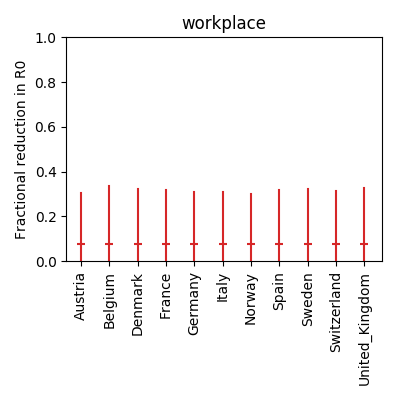 workplace
Fractional reduction in R0
1.0
0.8
0.6
0.4
0.2
0.0
Austria
Belgium
Denmark
France
Germany
Italy
Norway
Spain
Sweden
Switzerland
United_Kingdom